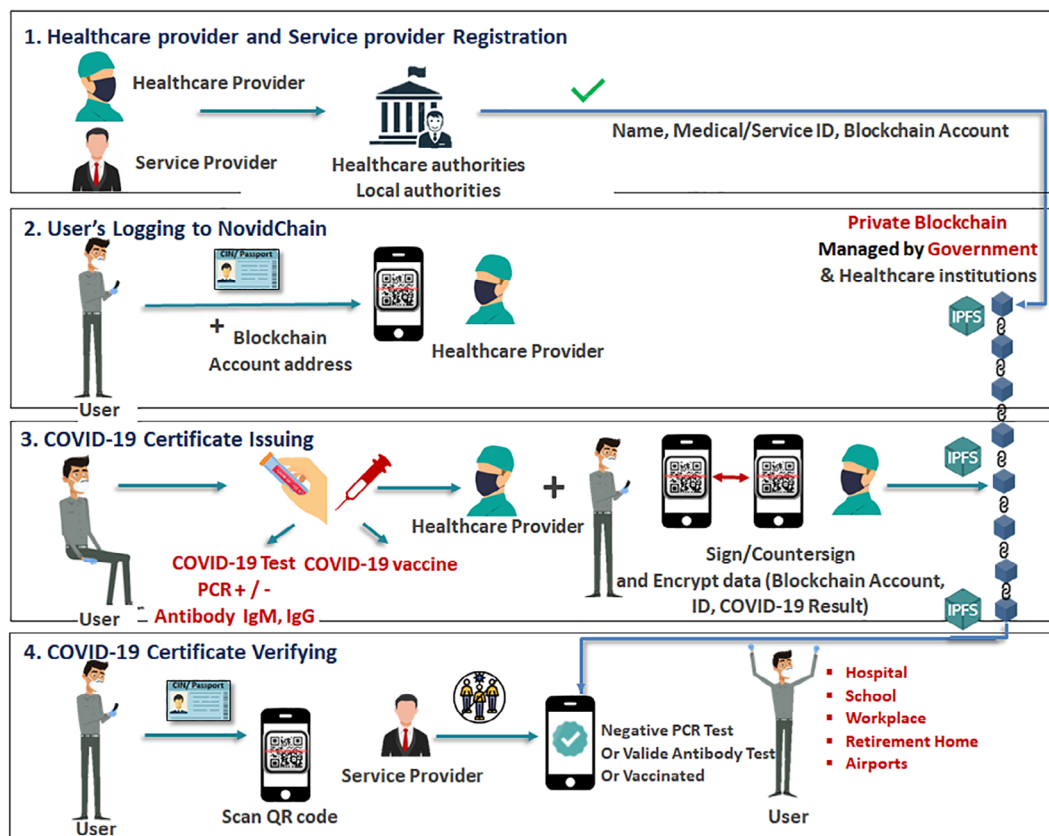 1. Healthcare provider and Service provider Registration
Healthcare Provider
Service Provider
Healthcare authorities
Local authorities
Name, Medical/Service ID, Blockchain Account
2. User's Logging to NovidChain
CIN/ Passport
+ Blockchain
Account address
Healthcare Provider
User
Private Blockchain
Managed by Government
& Healthcare institutions
IPFS
3. COVID-19 Certificate Issuing
User
COVID-19 Test
PCR + / -
Antibody IgM, IgG
COVID-19 vaccine
Healthcare Provider
+
Sign/Countersign
and Encrypt data (Blockchain Account,
ID, COVID-19 Result)
IPFS
IPFS
4. COVID-19 Certificate Verifying
User
CIN/ Passport
Scan QR code
Service Provider
Negative PCR Test
Or Valide Antibody Test
Or Vaccinated
User
▪ Hospital
▪ School
▪ Workplace
▪ Retirement Home
▪ Airports